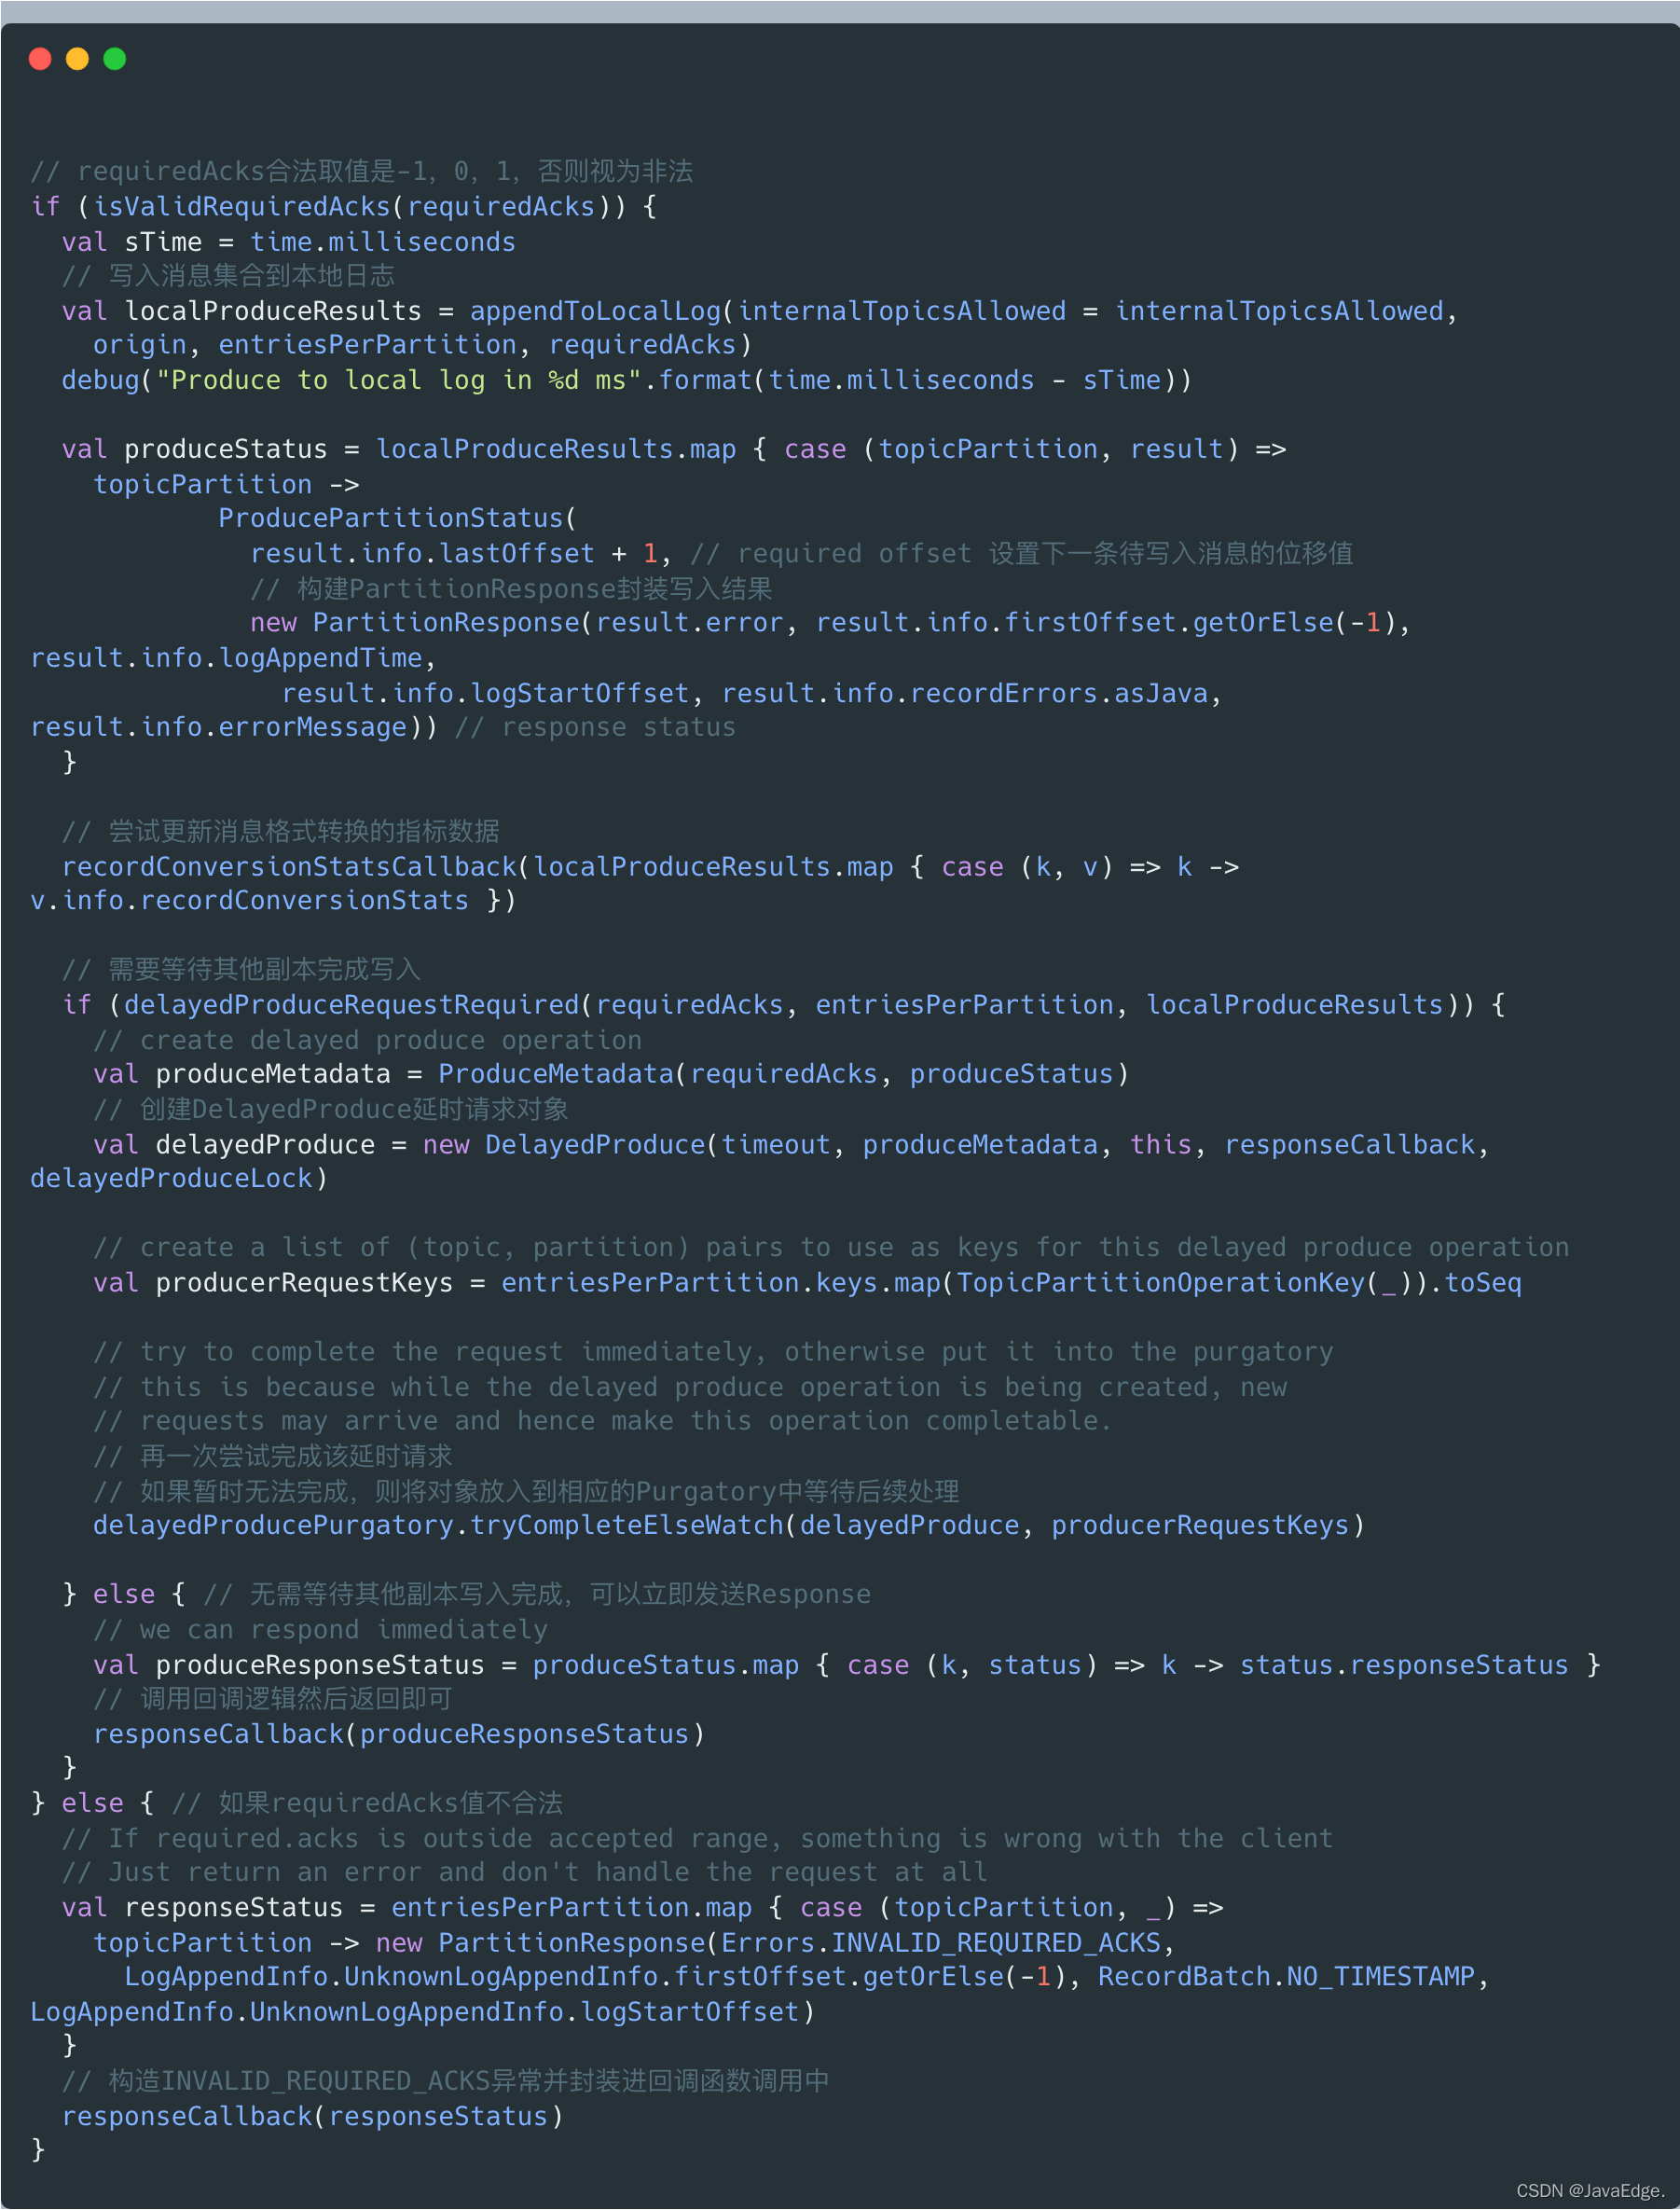 // requiredAcks合法取值是-1，0，1，否则视为非法
if (isValidRequiredAcks(requiredAcks)) {
  val sTime = time.milliseconds
  // 写入消息集合到本地日志
  val localProduceResults = appendToLocalLog(internalTopicsAllowed = internalTopicsAllowed,
    origin, entriesPerPartition, requiredAcks)
  debug("Produce to local log in %d ms".format(time.milliseconds - sTime))
  val produceStatus = localProduceResults.map { case (topicPartition, result) =>
    topicPartition ->
            ProducePartitionStatus(
              result.info.lastOffset + 1, // required offset 设置下一条待写入消息的位移值
              // 构建PartitionResponse封装写入结果
              new PartitionResponse(result.error, result.info.firstOffset.getOrElse(-1),
result.info.logAppendTime,
                result.info.logStartOffset, result.info.recordErrors.asJava,
result.info.errorMessage)) // response status
  }
  // 尝试更新消息格式转换的指标数据
  recordConversionStatsCallback(localProduceResults.map { case (k, v) => k ->
v.info.recordConversionStats })
  // 需要等待其他副本完成写入
  if (delayedProduceRequestRequired(requiredAcks, entriesPerPartition, localProduceResults)) {
    // create delayed produce operation
    val produceMetadata = ProduceMetadata(requiredAcks, produceStatus)
    // 创建DelayedProduce延时请求对象
    val delayedProduce = new DelayedProduce(timeout, produceMetadata, this, responseCallback,
delayedProduceLock)
    // create a list of (topic, partition) pairs to use as keys for this delayed produce operation
    val producerRequestKeys = entriesPerPartition.keys.map(TopicPartitionOperationKey(_)).toSeq
    // try to complete the request immediately, otherwise put it into the purgatory
    // this is because while the delayed produce operation is being created, new
    // requests may arrive and hence make this operation completable.
    // 再一次尝试完成该延时请求
    // 如果暂时无法完成，则将对象放入到相应的Purgatory中等待后续处理
    delayedProducePurgatory.tryCompleteElseWatch(delayedProduce, producerRequestKeys)
  } else { // 无需等待其他副本写入完成，可以立即发送Response
    // we can respond immediately
    val produceResponseStatus = produceStatus.map { case (k, status) => k -> status.responseStatus }
    // 调用回调逻辑然后返回即可
    responseCallback(produceResponseStatus)
  }
} else { // 如果requiredAcks值不合法
  // If required.acks is outside accepted range, something is wrong with the client
  // Just return an error and don't handle the request at all
  val responseStatus = entriesPerPartition.map { case (topicPartition, _) =>
    topicPartition -> new PartitionResponse(Errors.INVALID_REQUIRED_ACKS,
      LogAppendInfo.UnknownLogAppendInfo.firstOffset.getOrElse(-1), RecordBatch.NO_TIMESTAMP,
LogAppendInfo.UnknownLogAppendInfo.logStartOffset)
  }
  // 构造INVALID_REQUIRED_ACKS异常并封装进回调函数调用中
  responseCallback(responseStatus)
}
CSDN @JavaEdge.